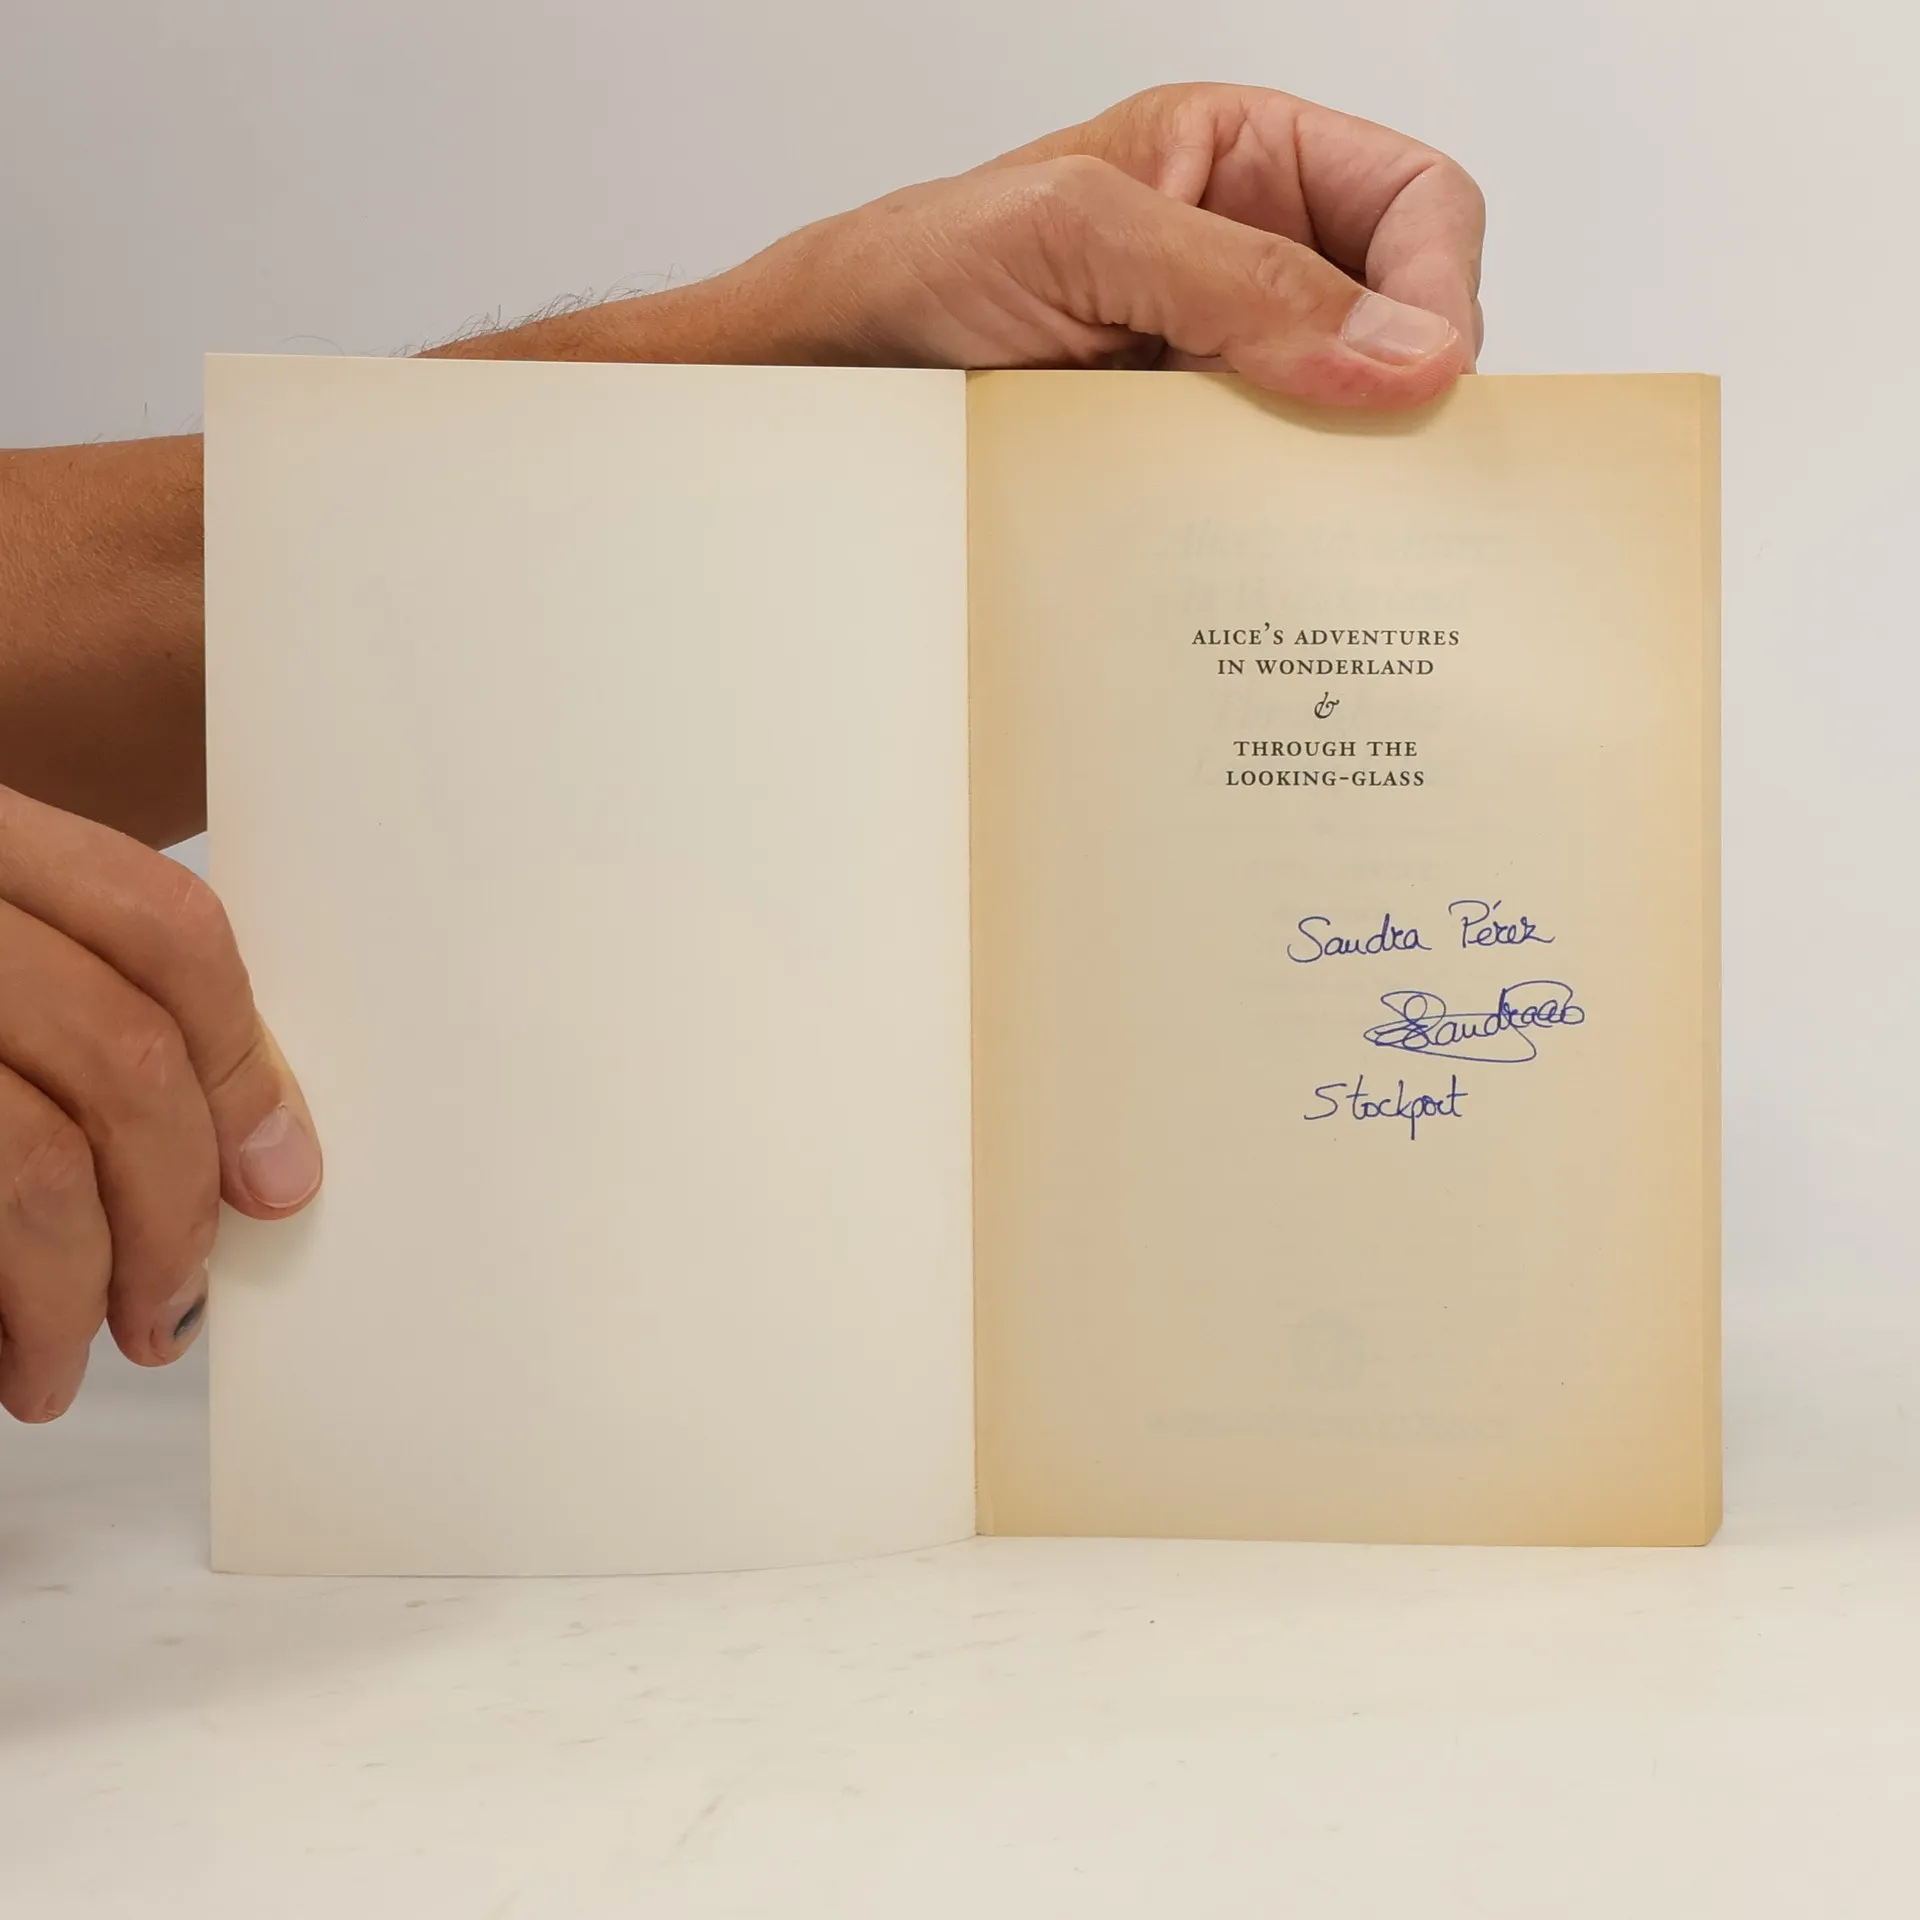 ALICE'S ADVENTURES
IN WONDERLAND
&
THROUGH THE
LOOKING-GLASS
Sandra Pérez
Stockport